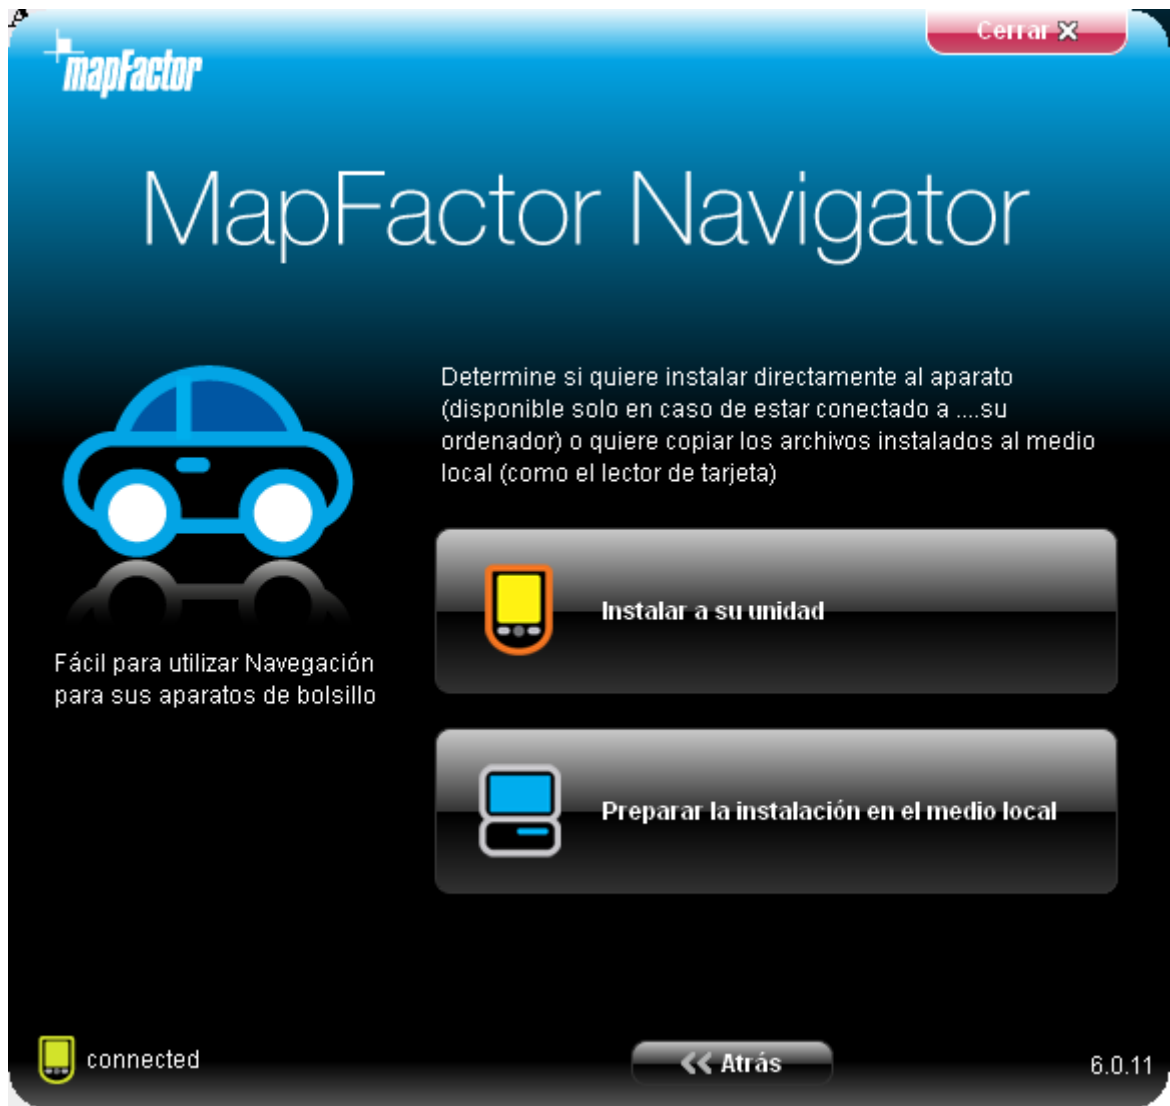 Cerrar
mapFactor
MapFactor Navigator
Determine si quiere instalar directamente al aparato
(disponible solo en caso de estar conectado a ....su
ordenador) o quiere copiar los archivos instalados al medio
local (como el lector de tarjeta)
Instalar a su unidad
Fácil para utilizar Navegación
para sus aparatos de bolsillo
Preparar la instalación en el medio local
connected
Atrás
6.0.11